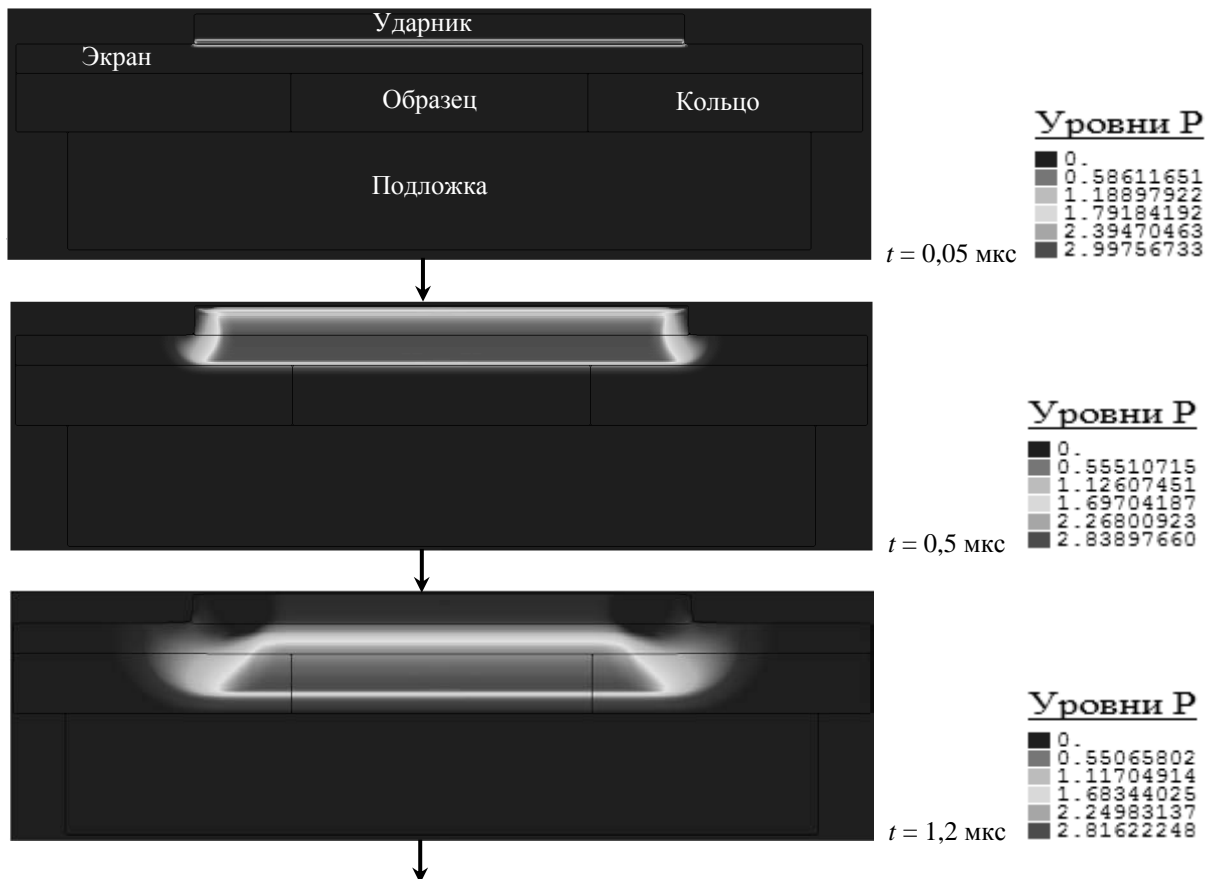 Ударник
Экран
Образец
Кольцо
Подложка
t = 0,05 мкс
Уровни P
0.
0.58611651
1.18897922
1.79184192
2.39470463
2.99756733
t = 0,5 мкс
Уровни P
0.
0.55510715
1.12607451
1.69704187
2.26800923
2.83897660
t = 1,2 мкс
Уровни P
0.
0.55065802
1.11704914
1.68344025
2.24983137
2.81622248